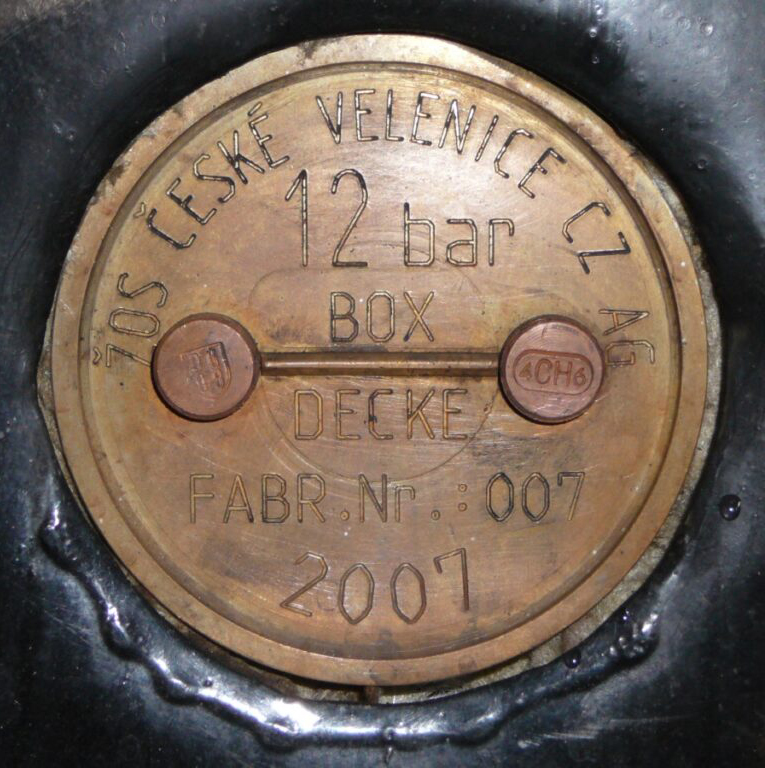 ŽOS ČESKÉ VELENICE CZ AG
12 bar
BOX
4CH6
DECKE
FABR.Nr.:007
2007